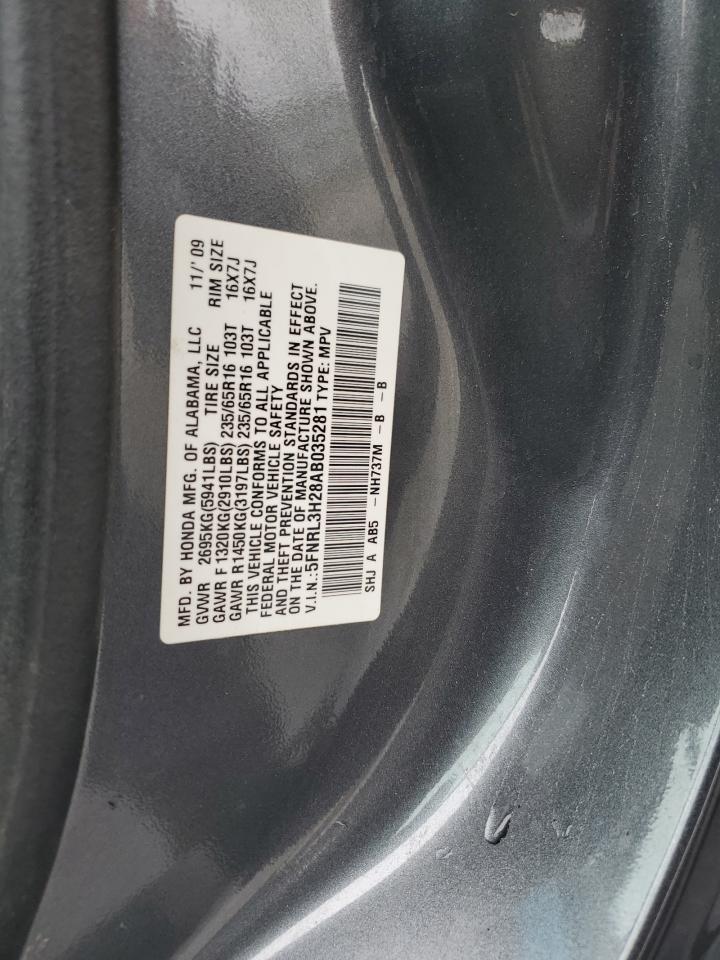 MFD. BY HONDA MFG. OF ALABAMA, LLC 11/' 09
GVWR 2695KG(5941LBS) TIRE SIZE RIM SIZE
GAWR F 1320KG(2910LBS) 235/65R16 103T 16X7J
GAWR R 1450KG(3197LBS) 235/65R16 103T 16X7J
THIS VEHICLE CONFORMS TO ALL APPLICABLE
FEDERAL MOTOR VEHICLE SAFETY
AND THEFT PREVENTION STANDARDS IN EFFECT
ON THE DATE OF MANUFACTURE SHOWN ABOVE.
V.I.N.:5FNRL3H28AB035281 TYPE: MPV
SHJ A AB5 -NH737M -B -B